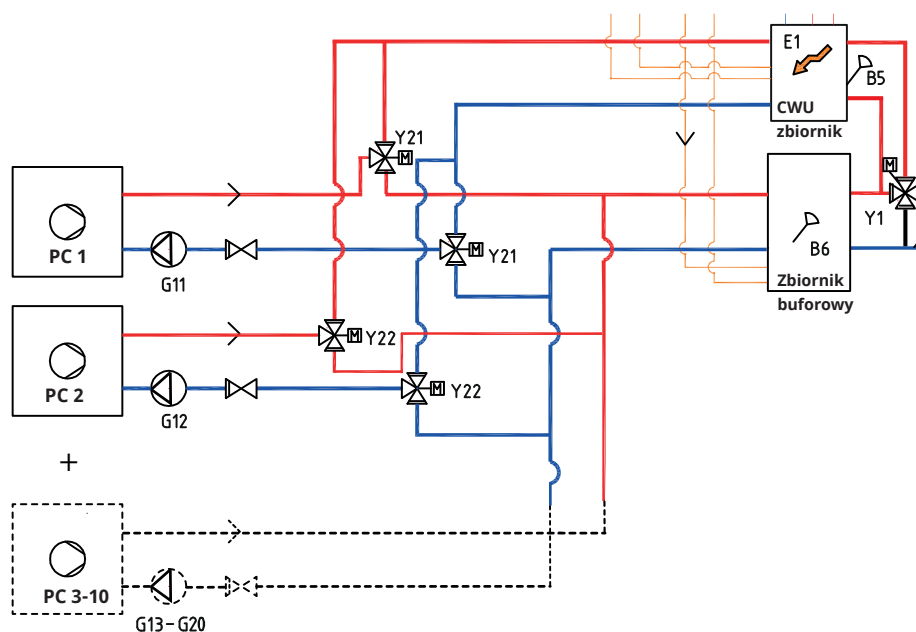 E1
B5
CWU
zbiornik
Y21
M
M
Y1
PC 1
M
Y21
B6
G11
Zbiornik
buforowy
M
Y22
PC 2
M
Y22
G12
+
PC 3-10
G13-G20